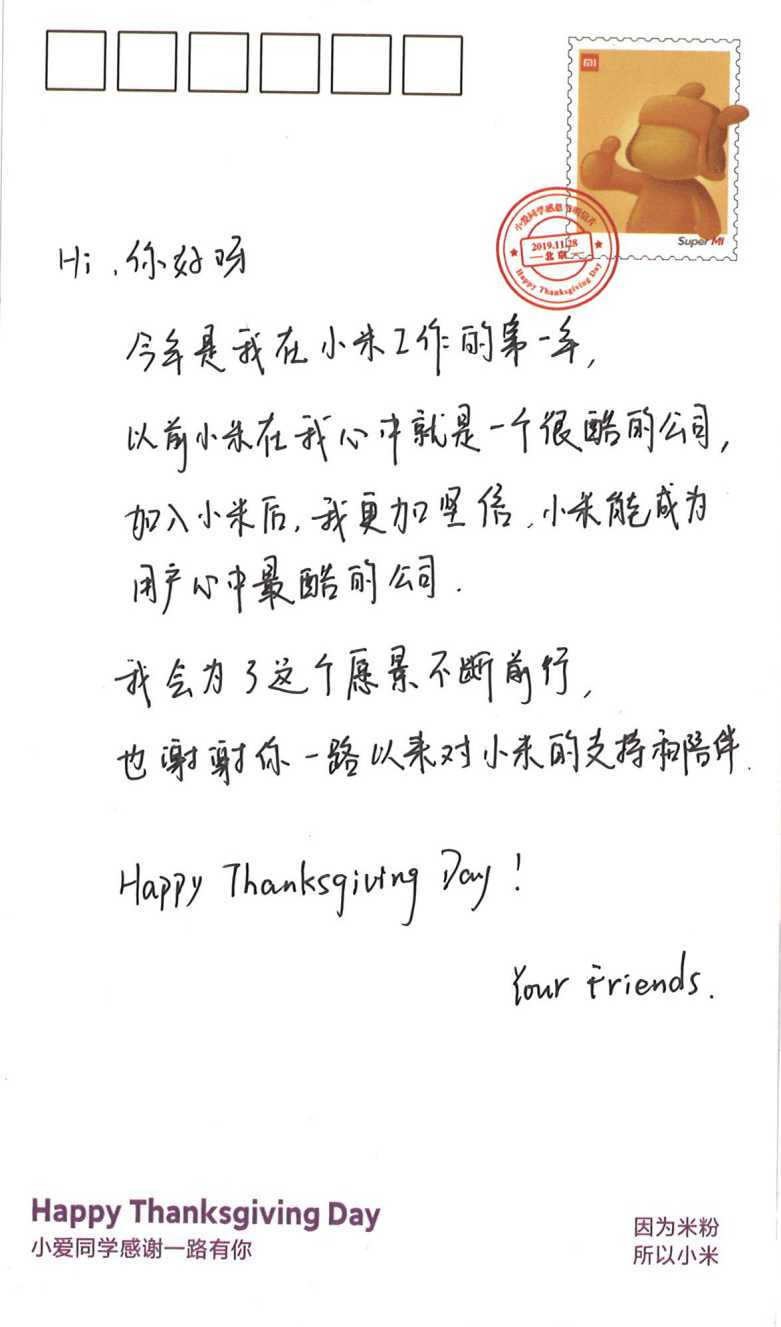 MI
Super MI
小爱同学感恩节明信片
2019.11.28
北京
Happy Thanksgiving Day
Hi,你好呀
今年是我在小米工作的第一年,
以前小米在我心中就是一个很酷的公司,
加入小米后,我更加坚信,小米能成为
用户心中最酷的公司.
我会为了这个愿景不断前行,
也谢谢你一路以来对小米的支持和陪伴.
Happy Thanksgiving Day!
Your Friends.
Happy Thanksgiving Day
小爱同学感谢一路有你
因为米粉
所以小米